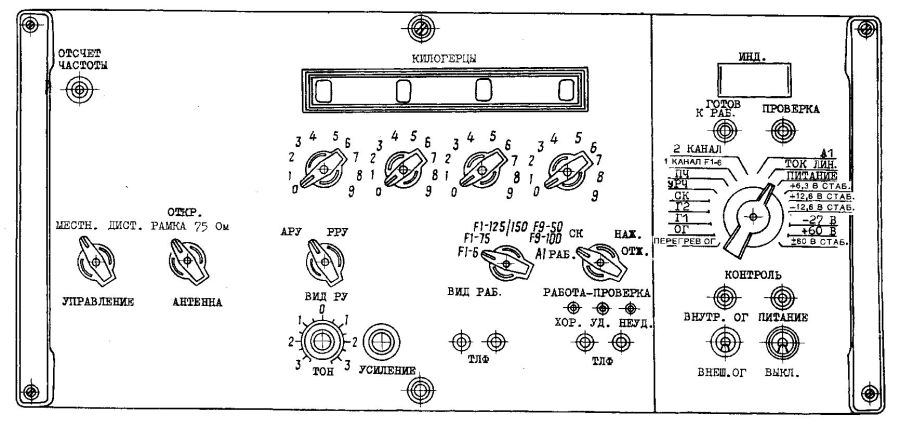 ОТСЧЕТ
ЧАСТОТЫ
КИЛОГЕРЦЫ
ИНД.
ГОТОВ
К РАБ.
ПРОВЕРКА
0 1 2 3 4 5 6 7 8 9
0 1 2 3 4 5 6 7 8 9
0 1 2 3 4 5 6 7 8 9
0 1 2 3 4 5 6 7 8 9
2 КАНАЛ
1 КАНАЛ F1-6
ПЧ
УРЧ
СК
Г2
Г1
ОГ
ПЕРЕГРЕВ ОГ
Δ1
ТОК ЛИН.
ПИТАНИЕ
+6,3 В СТАБ.
+12,6 В СТАБ.
-12,6 В СТАБ.
-27 В
+60 В
±60 В СТАБ.
КОНТРОЛЬ
МЕСТН. ДИСТ.
УПРАВЛЕНИЕ
ОТКР.
РАМКА 75 Ом
АНТЕННА
АРУ РРУ
ВИД РУ
F1-125/150 F9-50
F1-75 F9-100
F1-6 А1
ВИД РАБ.
СК НАЖ.
РАБ. ОТЖ.
РАБОТА-ПРОВЕРКА
ХОР. УД. НЕУД.
0
1 1
2 2
3 3
ТОН
УСИЛЕНИЕ
ТЛФ
ТЛФ
ВНУТР. ОГ ПИТАНИЕ
ВНЕШ.ОГ ВЫКЛ.